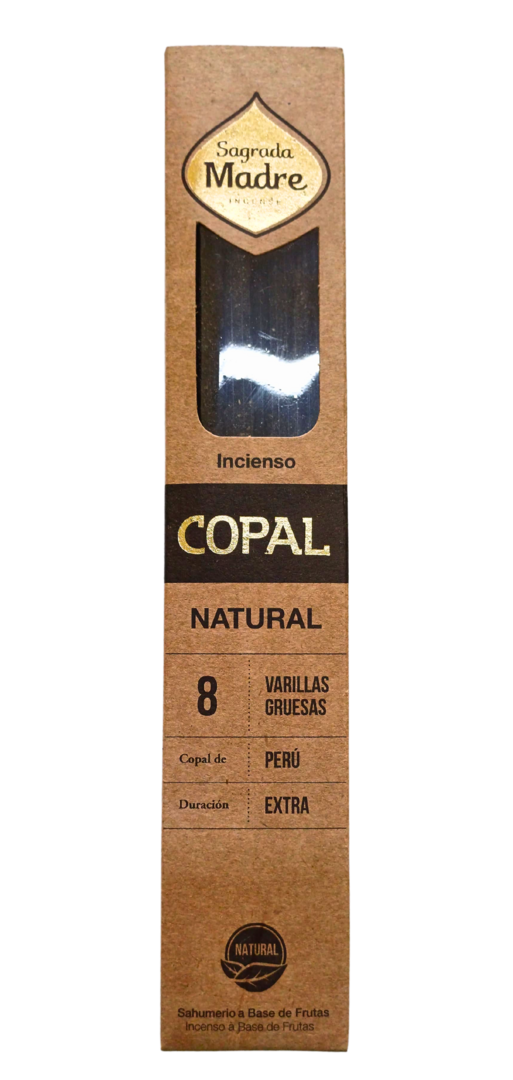 Sagrada
Madre
INCENSE
Incienso
COPAL
NATURAL
8
VARILLAS
GRUESAS
Copal de
PERÚ
Duración
EXTRA
NATURAL
Sahumerio a Base de Frutas
Incenso à Base de Frutas